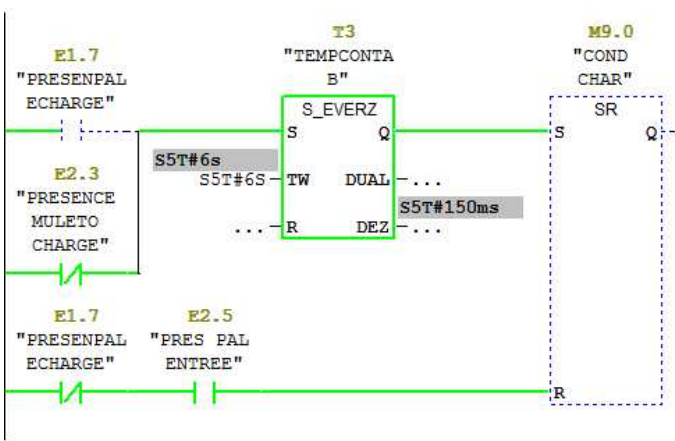 T3
M9.0
E1.7
"TEMPCONTA
"COND
"PRESENPAL
B"
CHAR"
ECHARGE"
S_EVERZ
SR
S
Q
S
Q
S5T#6s
E2.3
S5T#6S
TW
DUAL
...
"PRESENCE
S5T#150ms
MULETO
...
R
DEZ
...
CHARGE"
E1.7
E2.5
"PRESENPAL
"PRES PAL
ECHARGE"
ENTREE"
R